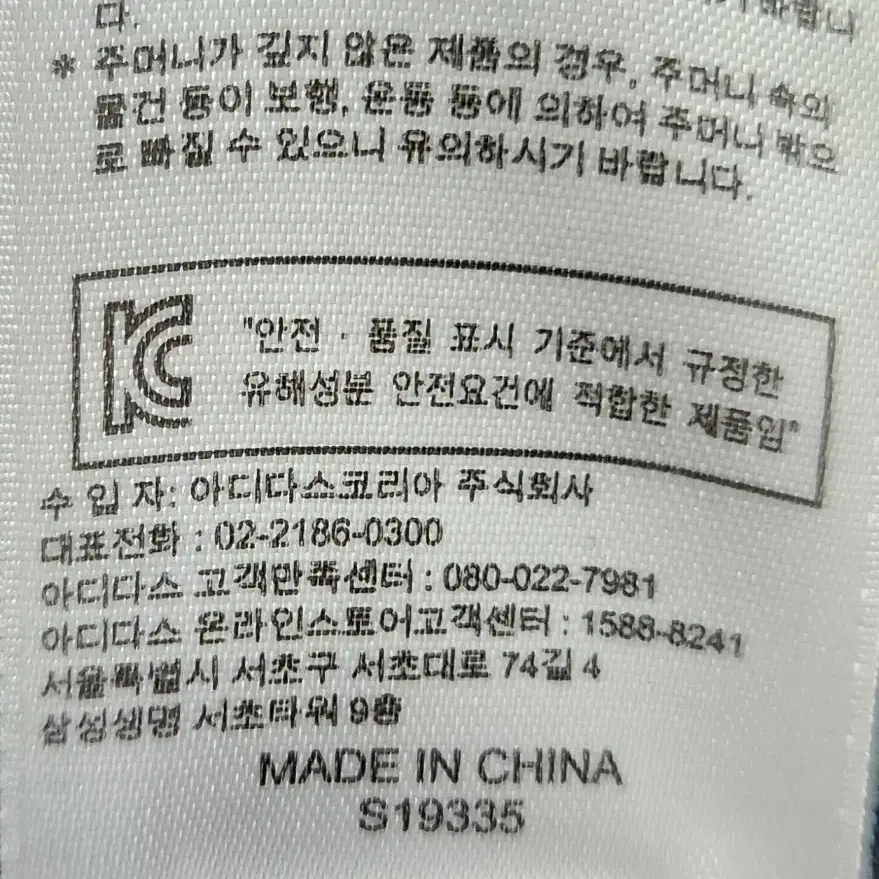 다.
바랍니
* 주머니가 깊지 않은 제품의 경우, 주머니 속의
물건 등이 보행, 운동 등에 의하여 주머니 밖으
로 빠질 수 있으니 유의하시기 바랍니다.
KC
"안전 · 품질 표시 기준에서 규정한
유해성분 안전요건에 적합한 제품임"
수 입 자: 아디다스코리아 주식회사
대표전화 : 02-2186-0300
아디다스 고객만족센터 : 080-022-7981
아디다스 온라인스토어고객센터 : 1588-8241
서울특별시 서초구 서초대로 74길 4
삼성생명 서초타워 9층
MADE IN CHINA
S19335